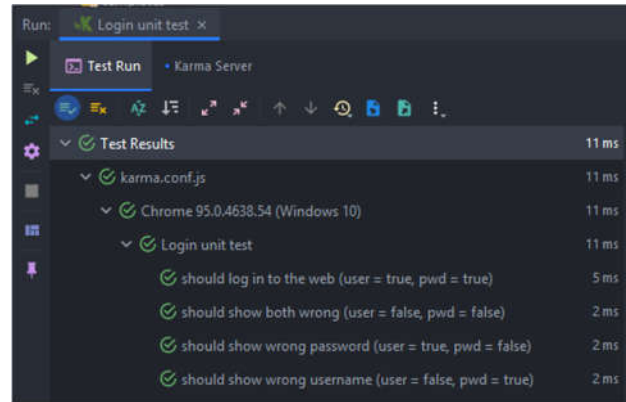 Run: Login unit test ×
Test Run • Karma Server
Test Results 11 ms
karma.conf.js 11 ms
Chrome 95.0.4638.54 (Windows 10) 11 ms
Login unit test 11 ms
should log in to the web (user = true, pwd = true) 5 ms
should show both wrong (user = false, pwd = false) 2 ms
should show wrong password (user = true, pwd = false) 2 ms
should show wrong username (user = false, pwd = true) 2 ms